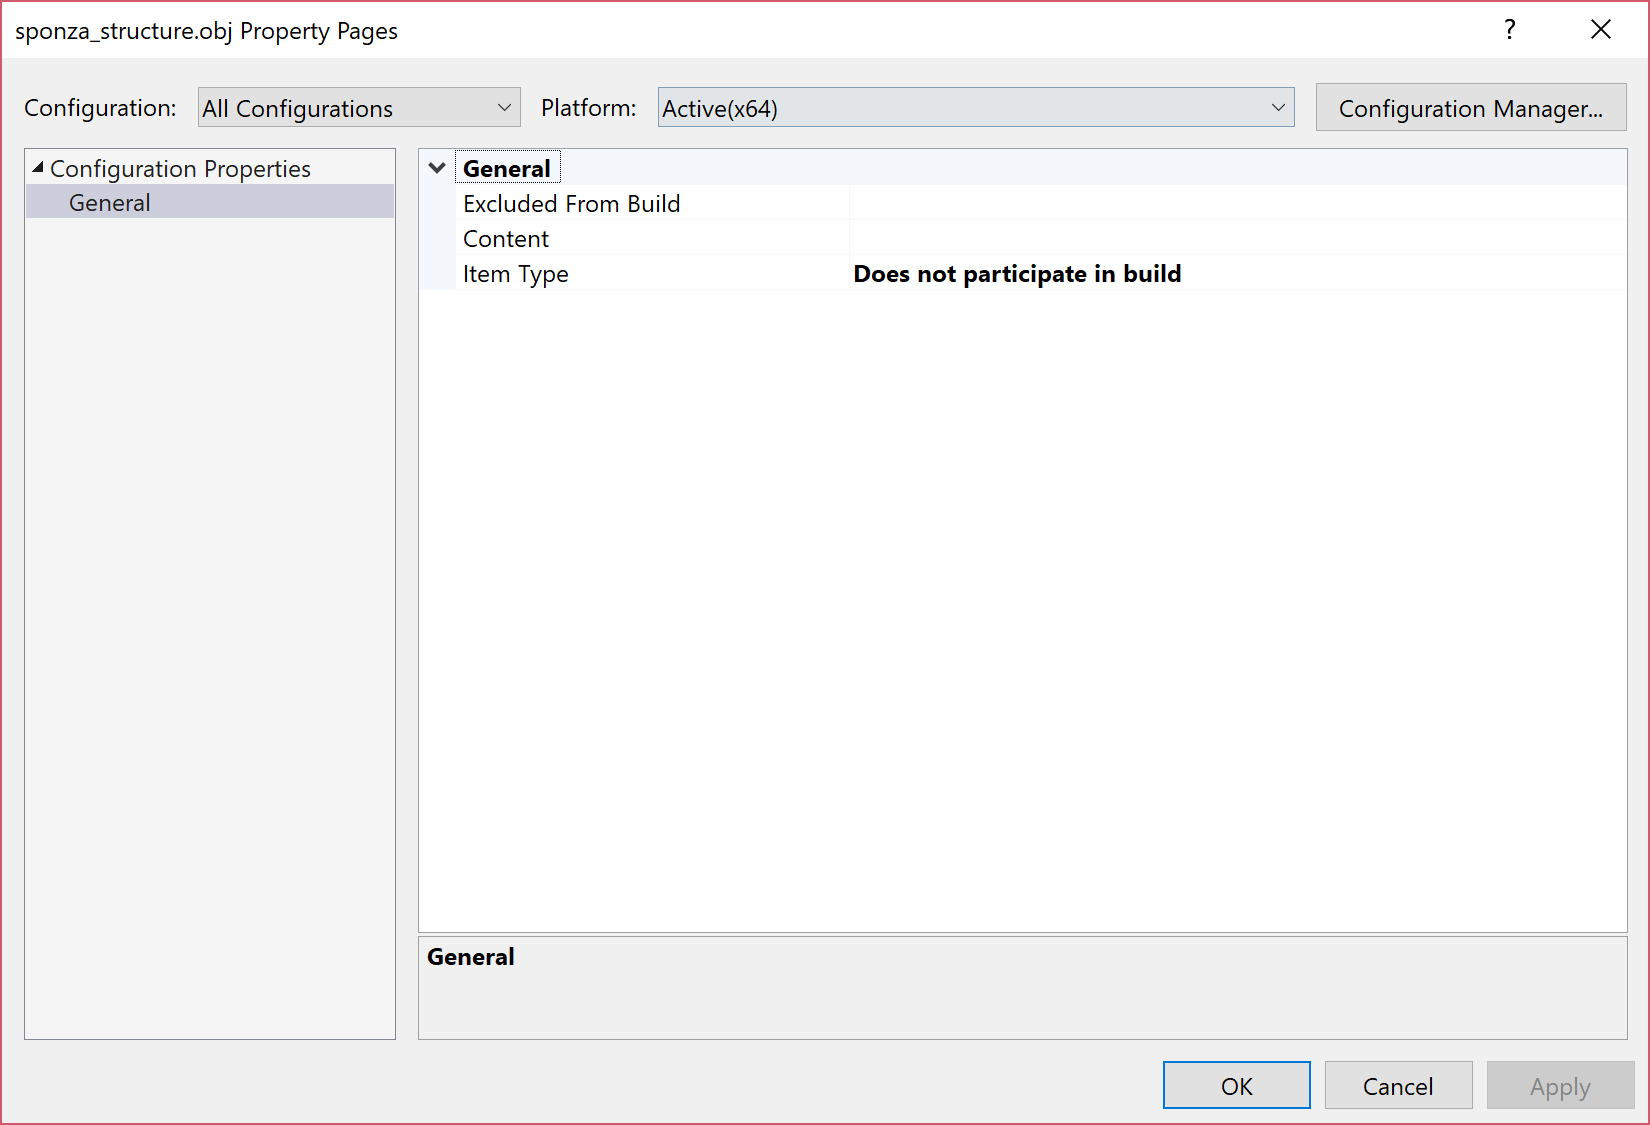 sponza_structure.obj Property Pages
?
Configuration: All Configurations Platform: Active(x64) Configuration Manager...
Configuration Properties
General
General
Excluded From Build
Content
Item Type Does not participate in build
General
OK Cancel Apply